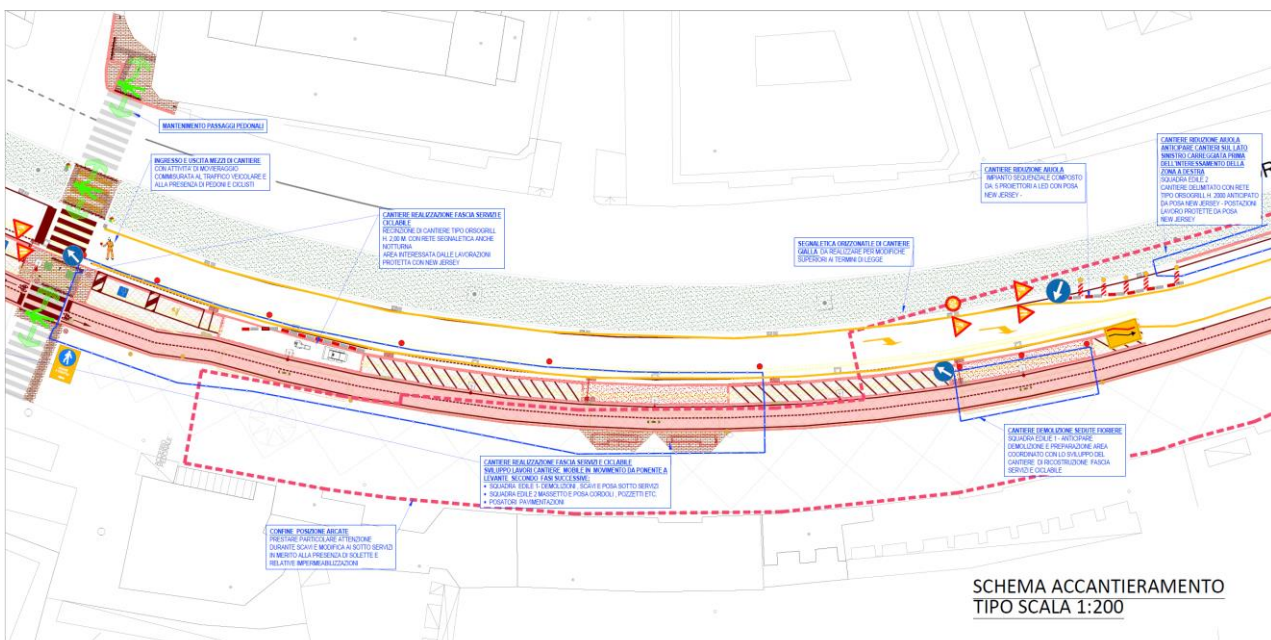 MANTENIMENTO PASSAGGI PEDONALI
INGRESSO E USCITA MEZZI DI CANTIERE
CON ATTIVITA' DI MOVIERAGGIO
COMMISURATA AL TRAFFICO VEICOLARE E
ALLA PRESENZA DI PEDONI E CICLISTI
CANTIERE REALIZZAZIONE FASCIA SERVIZI E
CICLABILE
RECINZIONE DI CANTIERE TIPO ORSOGRILL
H. 2,00 M. CON RETE SEGNALETICA ANCHE
NOTTURNA
AREA INTERESSATA DALLE LAVORAZIONI
PROTETTA CON NEW JERSEY
SEGNALETICA ORIZZONATLE DI CANTIERE
GIALLA DA REALIZZARE PER MODIFICHE
SUPERIORI AI TERMINI DI LEGGE
CANTIERE RIDUZIONE AIUOLA
IMPIANTO SEQUENZIALE COMPOSTO
DA 5 PROIETTORI A LED CON POSA
NEW JERSEY -
CANTIERE RIDUZIONE AIUOLA
ANTICIPARE CANTIERI SUL LATO
SINISTRO CARREGGIATA PRIMA
DELL'INTERESSAMENTO DELLA
ZONA A DESTRA
SQUADRA EDILE 2
CANTIERE DELIMITATO CON RETE
TIPO ORSOGRILL H. 2000 ANTICIPATO
DA POSA NEW JERSEY - POSTAZIONI
LAVORO PROTETTE DA POSA
NEW JERSEY
CANTIERE DEMOLIZIONE SEDUTE FIORIERE
SQUADRA EDILIE 1 - ANTICIPARE
DEMOLIZIONE E PREPARAZIONE AREA
COORDINATO CON LO SVILUPPO DEL
CANTIERE DI RICOSTRUZIONE FASCIA
SERVIZI E CICLABILE
CANTIERE REALIZZAZIONE FASCIA SERVIZI E CICLABILE
SVILUPPO LAVORI CANTIERE MOBILE IN MOVIMENTO DA PONENTE A
LEVANTE SECONDO FASI SUCCESSIVE:
• SQUADRA EDILE 1- DEMOLIZIONI , SCAVI E POSA SOTTO SERVIZI
• SQUADRA EDILE 2 MASSETTO E POSA CORDOLI , POZZETTI ETC.
• POSATORI PAVIMENTAZIONI
CONFINE POSIZIONE ARCATE
PRESTARE PARTICOLARE ATTENZIONE
DURANTE SCAVI E MODIFICA AI SOTTO SERVIZI
IN MERITO ALLA PRESENZA DI SOLETTE E
RELATIVE IMPERMEABILIZZAZIONI
SCHEMA ACCANTIERAMENTO
TIPO SCALA 1:200